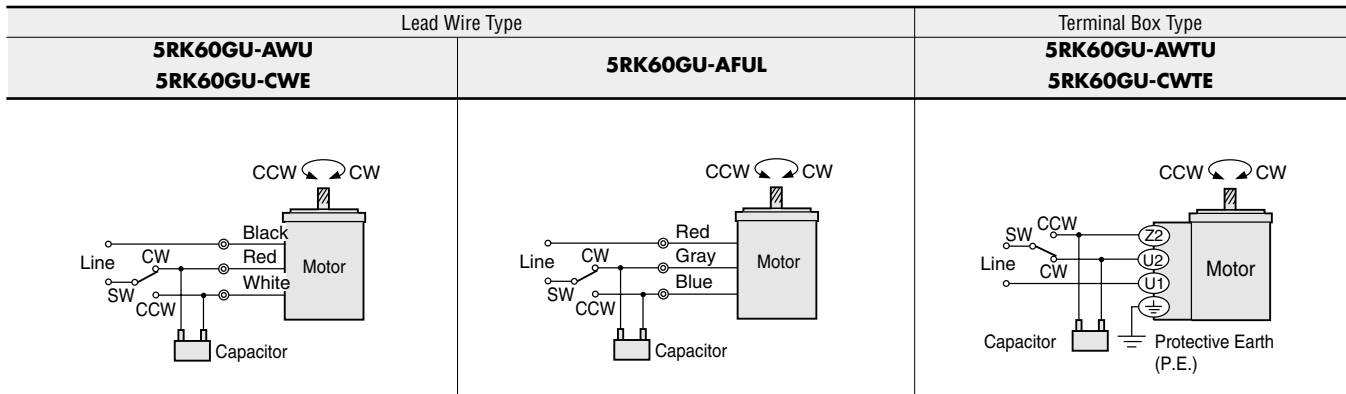 Lead Wire Type
Terminal Box Type
5RK60GU-AWU
5RK60GU-CWE
5RK60GU-AFUL
5RK60GU-AWTU
5RK60GU-CWTE
CCW CW
Black
Red
White
Line
CW
SW
CCW
Motor
Capacitor
CCW CW
Red
Gray
Blue
Line
CW
SW
CCW
Motor
Capacitor
CCW CW
SW
CCW
Line
CW
Z2
U2
U1
Motor
Capacitor
Protective Earth
(P.E.)